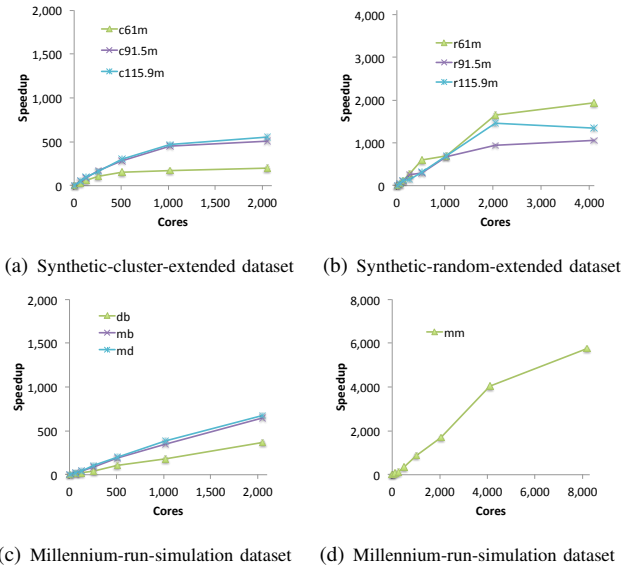 2,000
1,500
1,000
500
0
Speedup
c61m
c91.5m
c115.9m
0 500 1,000 1,500 2,000
Cores
(a) Synthetic-cluster-extended dataset
4,000
3,000
2,000
1,000
0
Speedup
r61m
r91.5m
r115.9m
0 1,000 2,000 3,000 4,000
Cores
(b) Synthetic-random-extended dataset
2,000
1,500
1,000
500
0
Speedup
db
mb
md
0 500 1,000 1,500 2,000
Cores
(c) Millennium-run-simulation dataset
8,000
6,000
4,000
2,000
0
Speedup
mm
0 2,000 4,000 6,000 8,000
Cores
(d) Millennium-run-simulation dataset